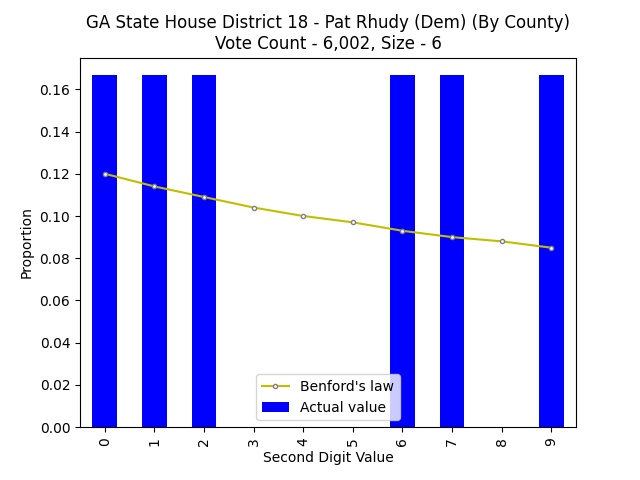 GA State House District 18 - Pat Rhudy (Dem) (By County)
Vote Count - 6,002, Size - 6
0.16
0.14
0.12
0.10
0.08
0.06
0.04
0.02
0.00
Proportion
Benford's law
Actual value
0 1 2 3 4 5 6 7 8 9
Second Digit Value